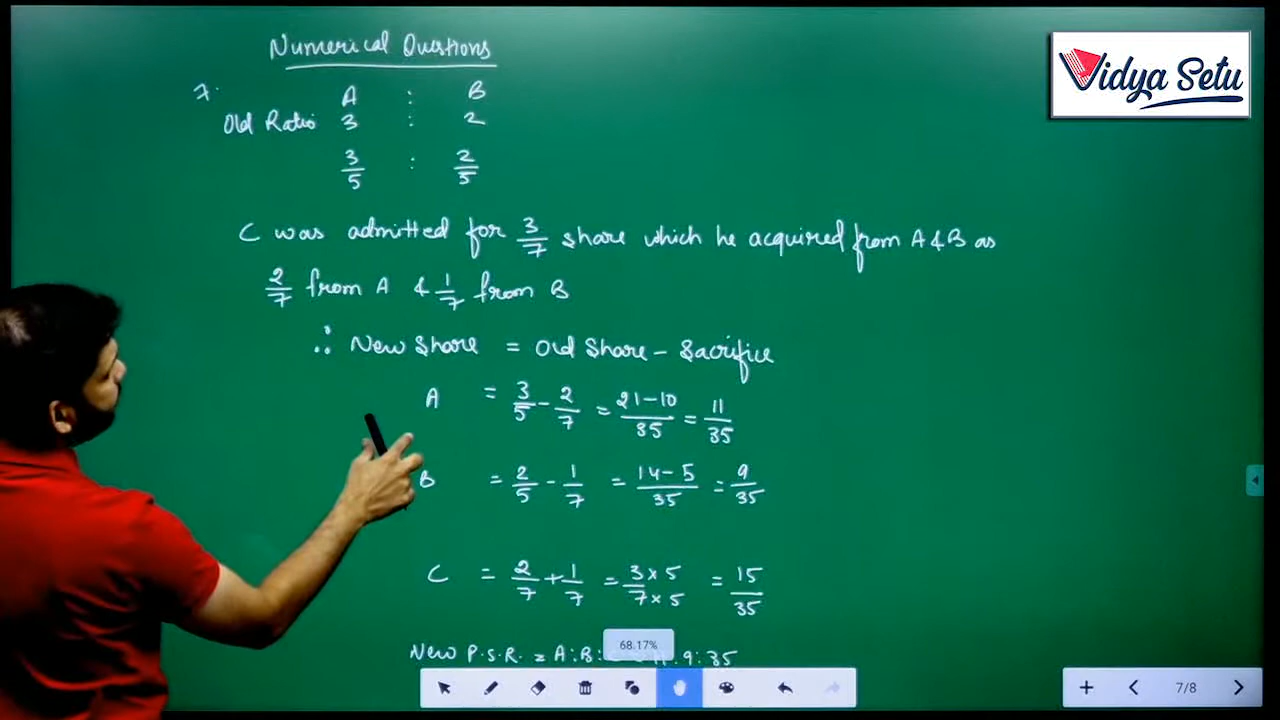 Numerical Questions
Vidya Setu
7. A : B
Old Ratio 3 : 2
3/5 : 2/5
C was admitted for 3/7 share which he acquired from A & B as
2/7 from A & 1/7 from B
∴ New Share = Old Share - Sacrifice
A = 3/5 - 2/7 = 21-10/35 = 11/35
B = 2/5 - 1/7 = 14-5/35 = 9/35
C = 2/7 + 1/7 = 3×5/7×5 = 15/35
68.17%
New P.S.R. = A:B: 9:35
7/8